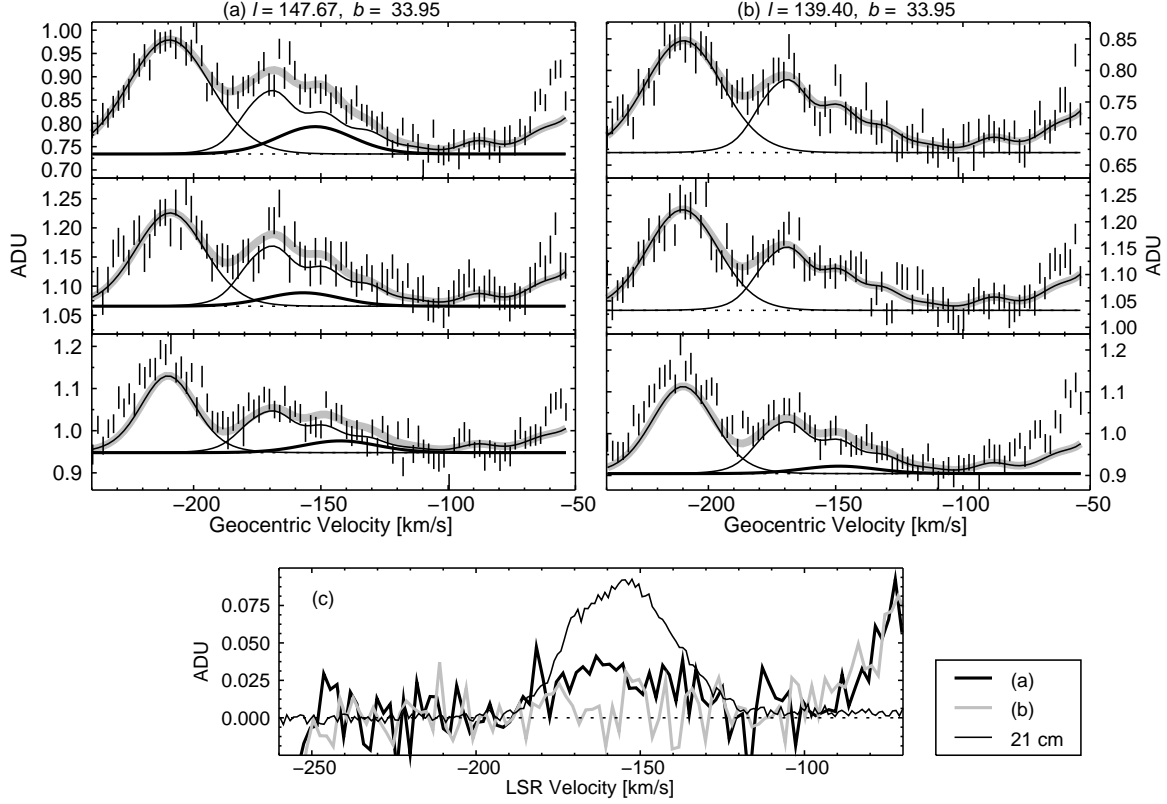 (a) l = 147.67, b = 33.95
(b) l = 139.40, b = 33.95
1.00
0.95
0.90
0.85
0.80
0.75
0.70
0.85
0.75
0.70
0.65
1.25
1.20
1.15
1.10
1.05
1.25
1.20
1.15
1.10
1.05
1.00
ADU
ADU
1.2
1.1
1.0
0.9
1.2
1.1
1.0
0.9
−200 −150 −100 −50
−200 −150 −100 −50
Geocentric Velocity [km/s]
Geocentric Velocity [km/s]
(c)
0.075
0.050
0.025
0.000
ADU
−250 −200 −150 −100
LSR Velocity [km/s]
(a)
(b)
21 cm